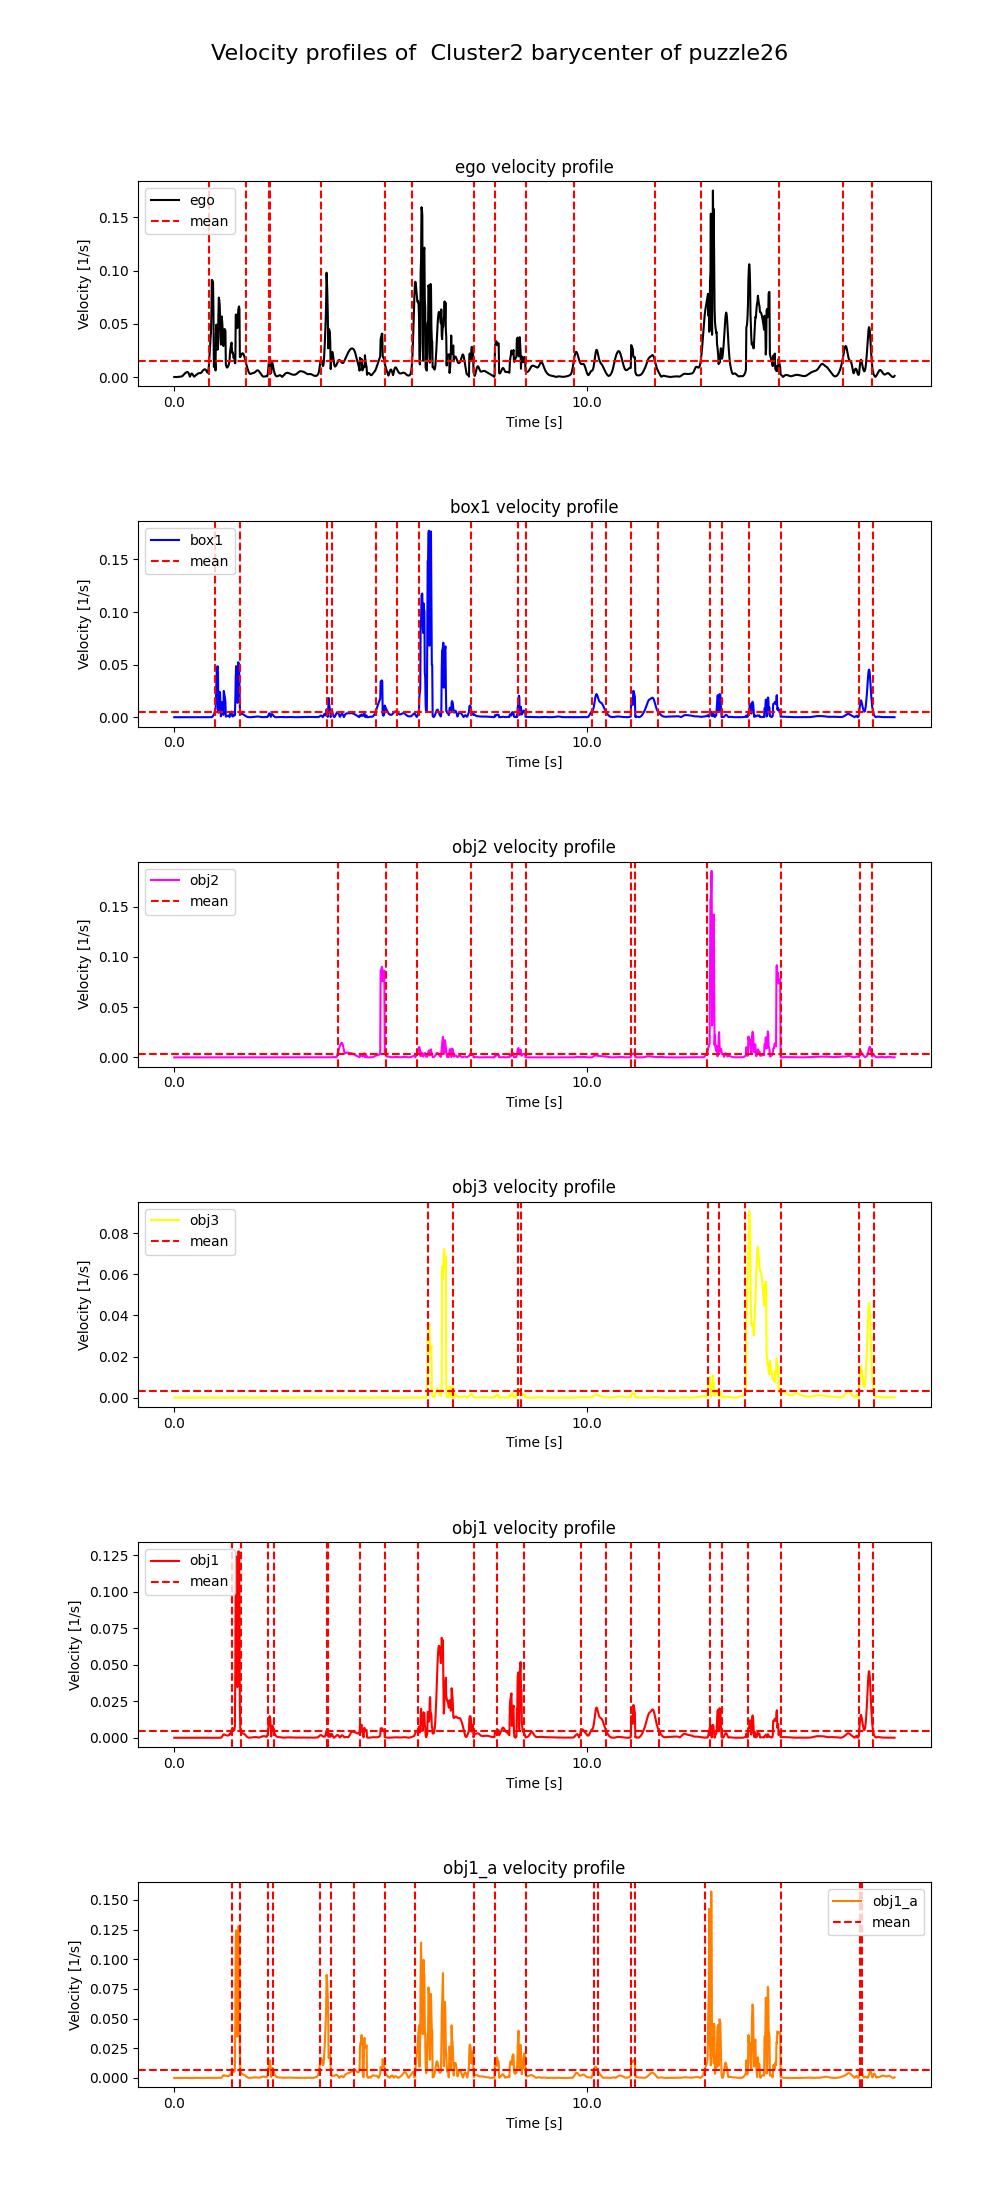 Velocity profiles of  Cluster2 barycenter of puzzle26
ego velocity profile
ego
mean
Velocity [1/s]
0.15
0.10
0.05
0.00
0.0
10.0
Time [s]
box1 velocity profile
box1
mean
Velocity [1/s]
0.15
0.10
0.05
0.00
0.0
10.0
Time [s]
obj2 velocity profile
obj2
mean
Velocity [1/s]
0.15
0.10
0.05
0.00
0.0
10.0
Time [s]
obj3 velocity profile
obj3
mean
Velocity [1/s]
0.08
0.06
0.04
0.02
0.00
0.0
10.0
Time [s]
obj1 velocity profile
obj1
mean
Velocity [1/s]
0.125
0.100
0.075
0.050
0.025
0.000
0.0
10.0
Time [s]
obj1_a velocity profile
obj1_a
mean
Velocity [1/s]
0.150
0.125
0.100
0.075
0.050
0.025
0.000
0.0
10.0
Time [s]